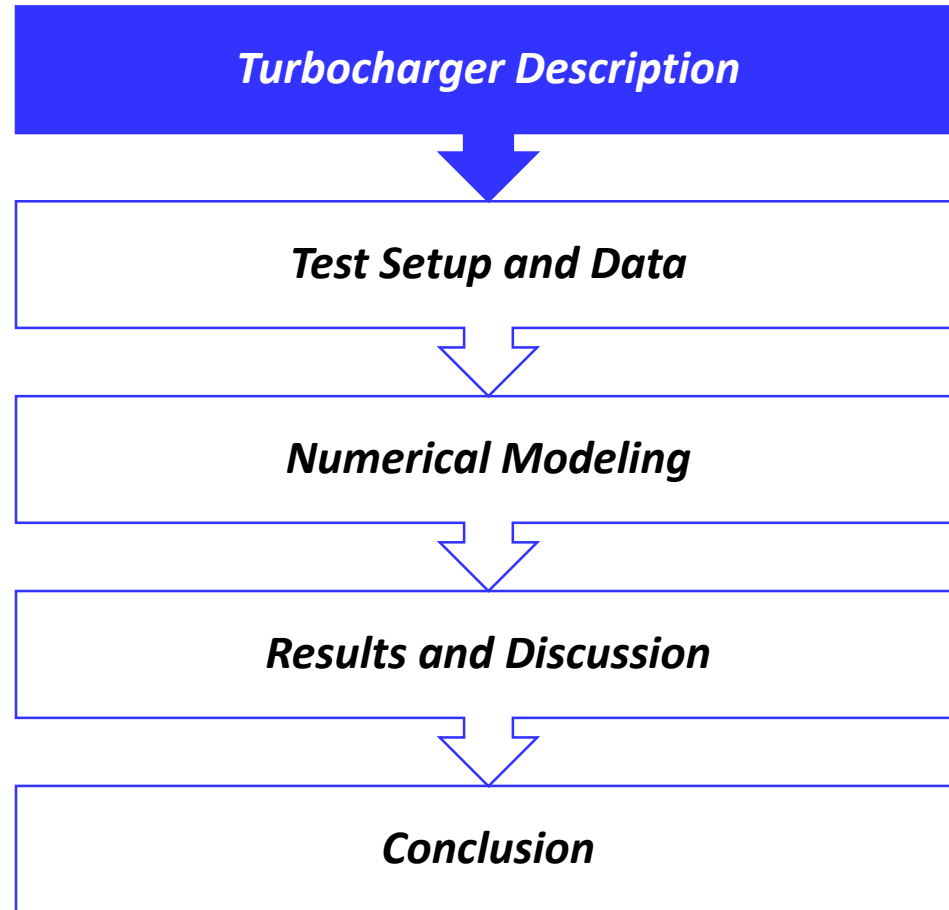 Turbocharger Description
Test Setup and Data
Numerical Modeling
Results and Discussion
Conclusion